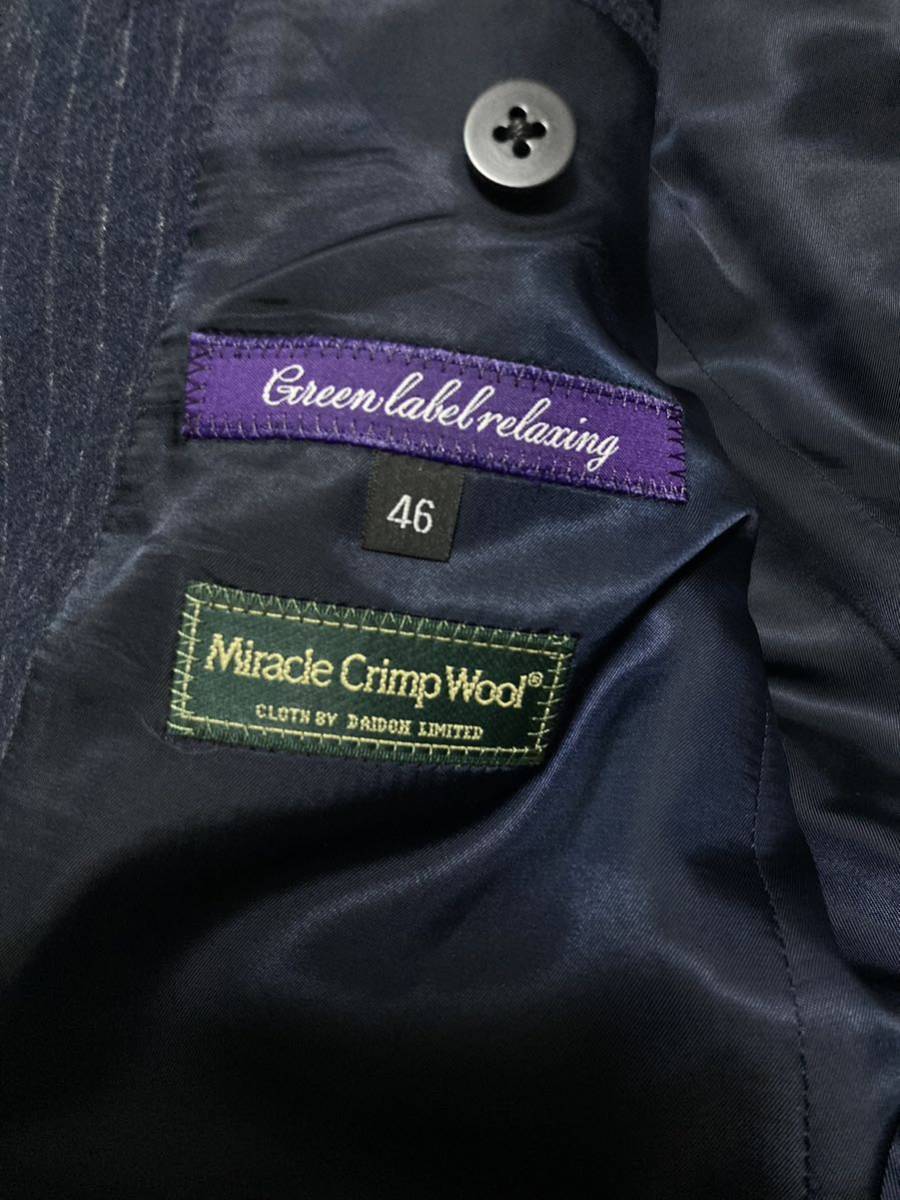 Green label relaxing
46
Miracle Crimp Wool®
CLOTH BY DAIDOH LIMITED